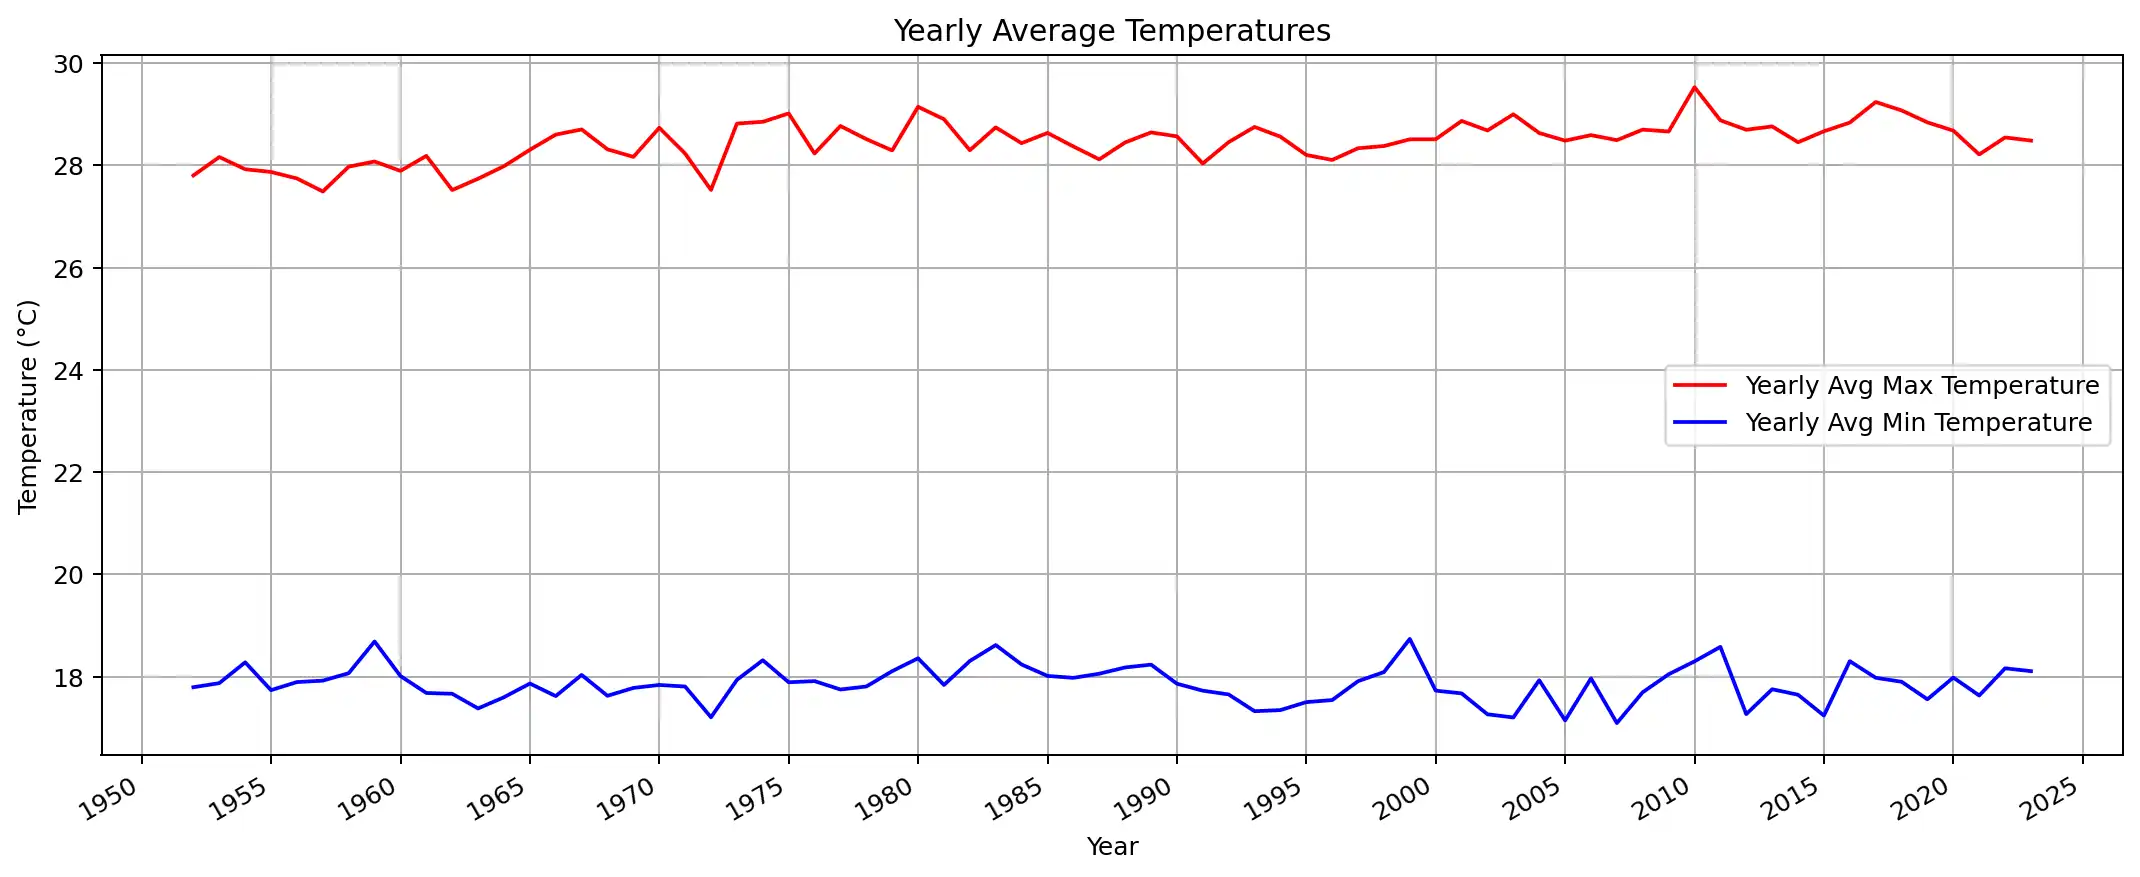 Yearly Average Temperatures
30
28
26
24
22
20
18
Temperature (°C)
Yearly Avg Max Temperature
Yearly Avg Min Temperature
1950 1955 1960 1965 1970 1975 1980 1985 1990 1995 2000 2005 2010 2015 2020 2025
Year